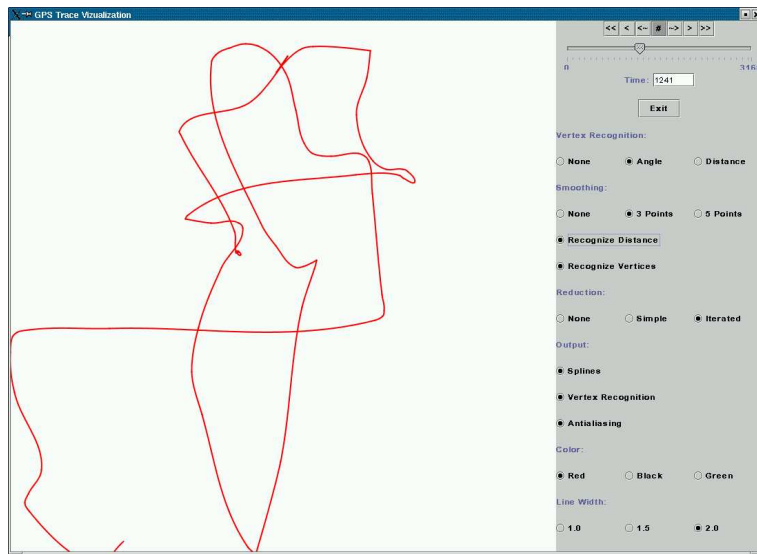 GPS Trace Vizualization
<< < <~ # ~> > >>
0
Time: 1241
Exit
Vertex Recognition:
None Angle Distance
Smoothing:
None 3 Points 5 Points
Recognize Distance
Recognize Vertices
Reduction:
None Simple Iterated
Output:
Splines
Vertex Recognition
Antialiasing
Color:
Red Black Green
Line Width:
1.0 1.5 2.0